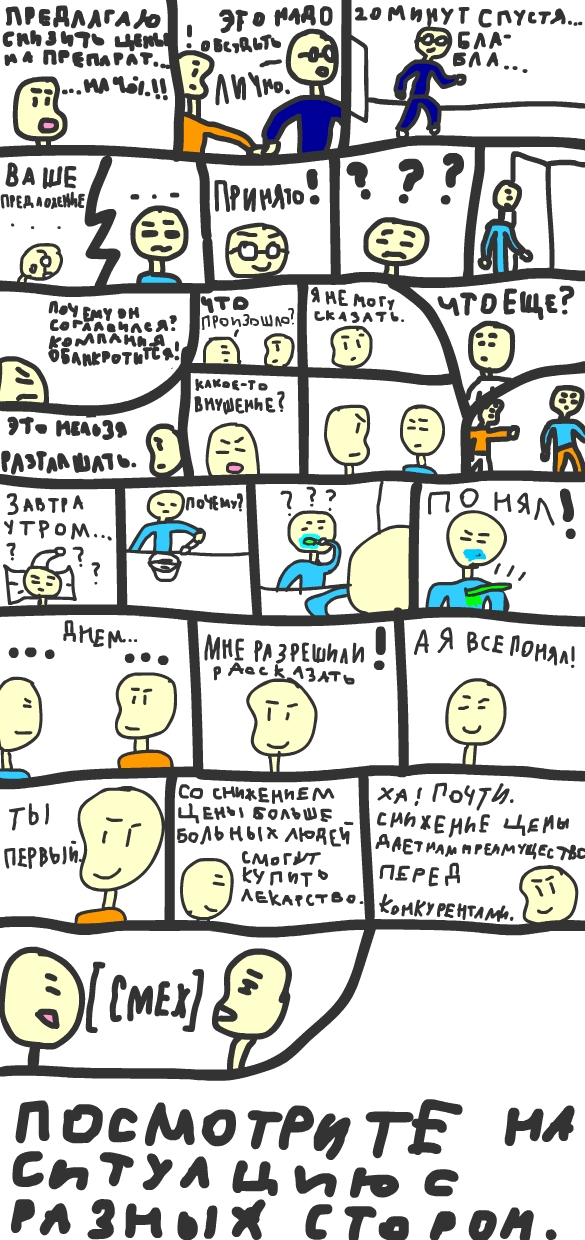 ПРЕДЛАГАЮ
СНИЗИТЬ ЦЕНЫ
НА ПРЕПАРАТ...
...НАЧАЛ.!!
!
ЭТО НАДО
ОБСУДИТЬ
ЛИЧНО.
20 МИНУТ СПУСТЯ...
БЛА-
БЛА...
ВАШЕ
ПРЕДЛОЖЕНИЕ
....
...
ПРИНЯТО!
? ? ?
ПОЧЕМУ ОН
СОГЛАСИЛСЯ?
КОМПАНИЯ
ОБАНКРОТИТСЯ!
ЧТО
ПРОИЗОШЛО?
Я НЕ МОГУ
СКАЗАТЬ.
ЧТО ЕЩЕ?
ЭТО НЕЛЬЗЯ
РАЗГЛАШАТЬ.
КАКОЕ-ТО
ВНУШЕНИЕ?
ЗАВТРА
УТРОМ...
? ? ?
ПОЧЕМУ?
? ? ?
ПОНЯЛ!
ДНЕМ...
... ...
МНЕ РАЗРЕШИЛИ!
РАССКАЗАТЬ
А Я ВСЕ ПОНЯЛ!
ТЫ
ПЕРВЫЙ.
СО СНИЖЕНИЕМ
ЦЕНЫ БОЛЬШЕ
БОЛЬНЫХ ЛЮДЕЙ
СМОГУТ
КУПИТЬ
ЛЕКАРСТВО.
ХА! ПОЧТИ.
СНИЖЕНИЕ ЦЕНЫ
ДАЕТ НАМ ПРЕИМУЩЕСТВО
ПЕРЕД
КОНКУРЕНТАМИ.
[СМЕХ]
ПОСМОТРИТЕ НА
СИТУАЦИЮ С
РАЗНЫХ СТОРОН.